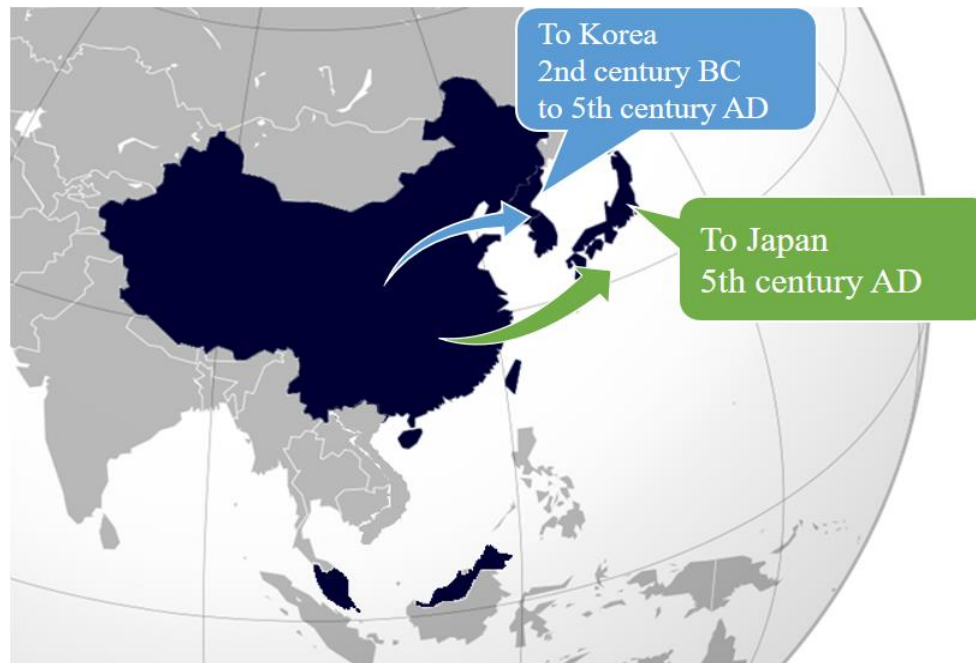 To Korea
2nd century BC
to 5th century AD
To Japan
5th century AD